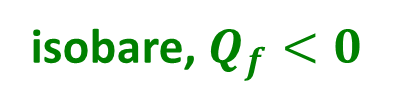 isobare, $Q_f < 0$